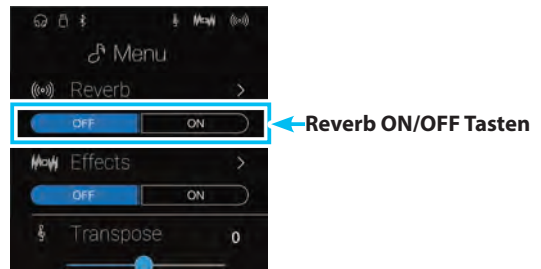 Menu
Reverb >
OFF ON
Reverb ON/OFF Tasten
Effects >
OFF ON
Transpose 0